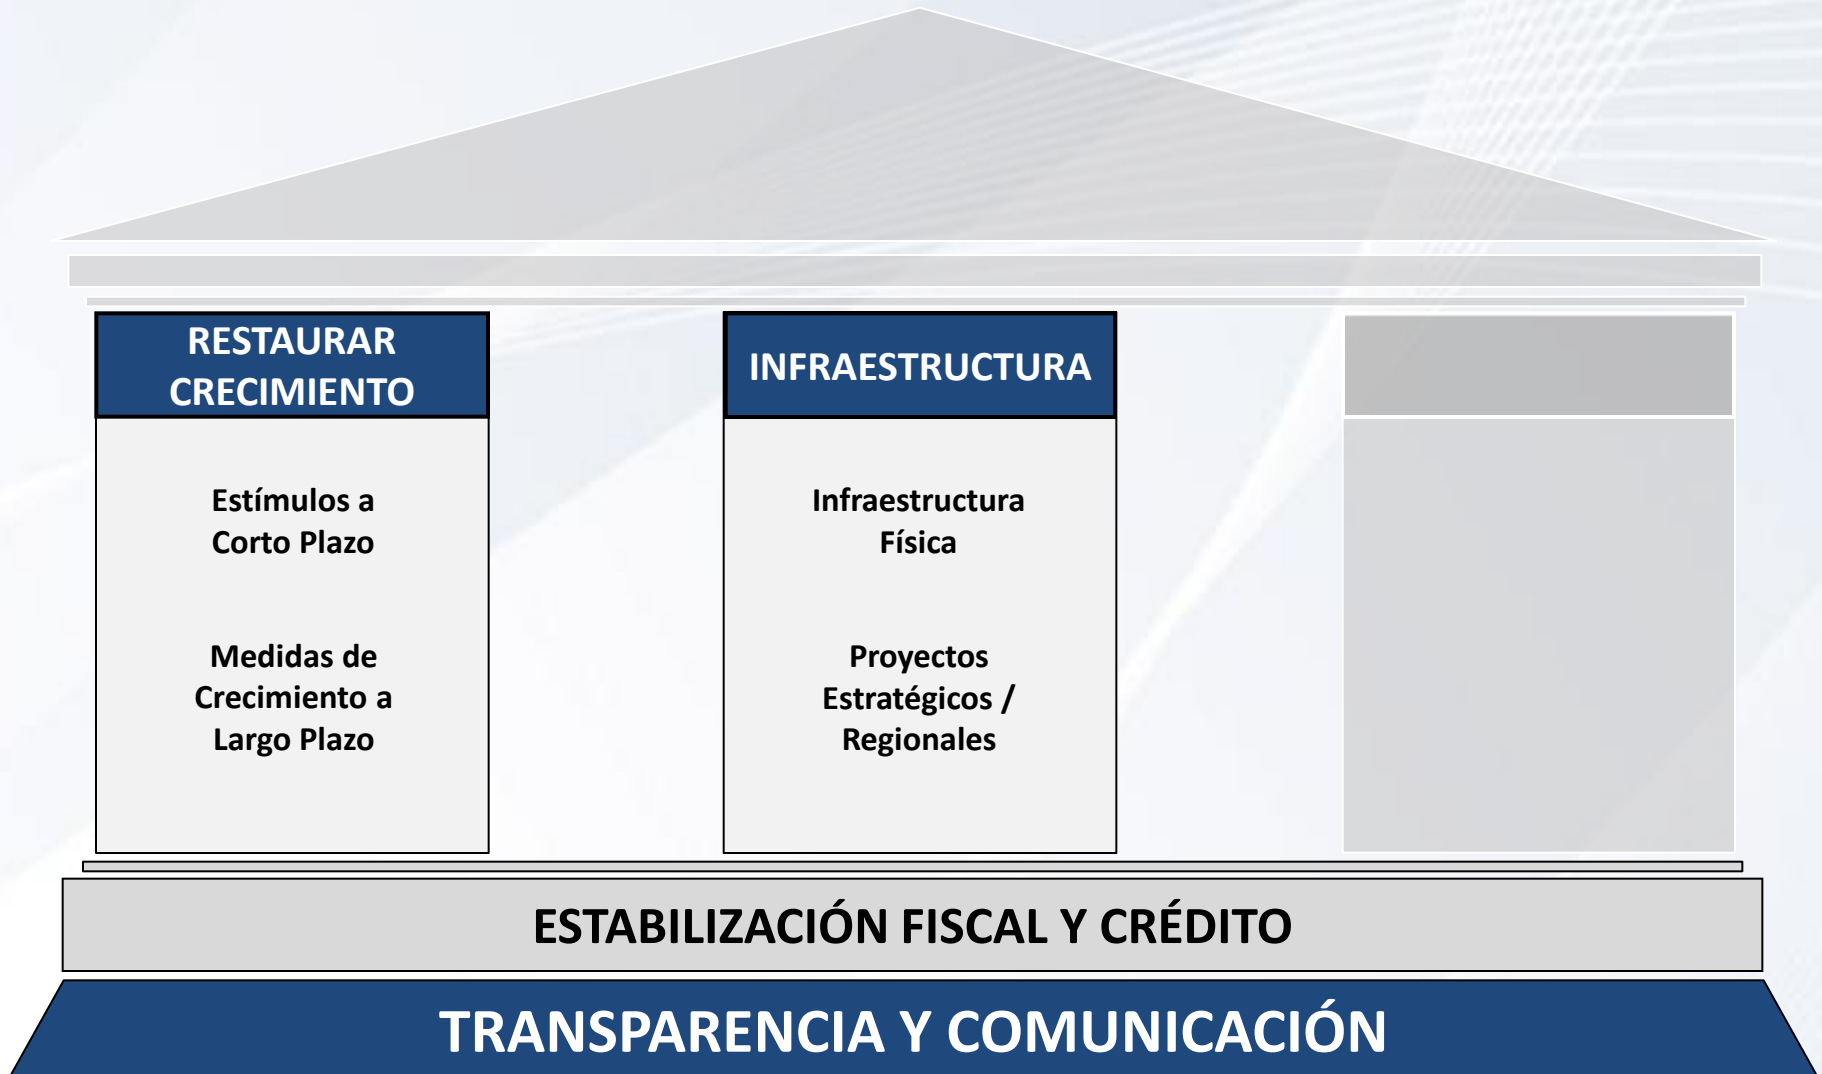 RESTAURAR
CRECIMIENTO
Estímulos a
Corto Plazo
Medidas de
Crecimiento a
Largo Plazo
INFRAESTRUCTURA
Infraestructura
Física
Proyectos
Estratégicos /
Regionales
ESTABILIZACIÓN FISCAL Y CRÉDITO
TRANSPARENCIA Y COMUNICACIÓN